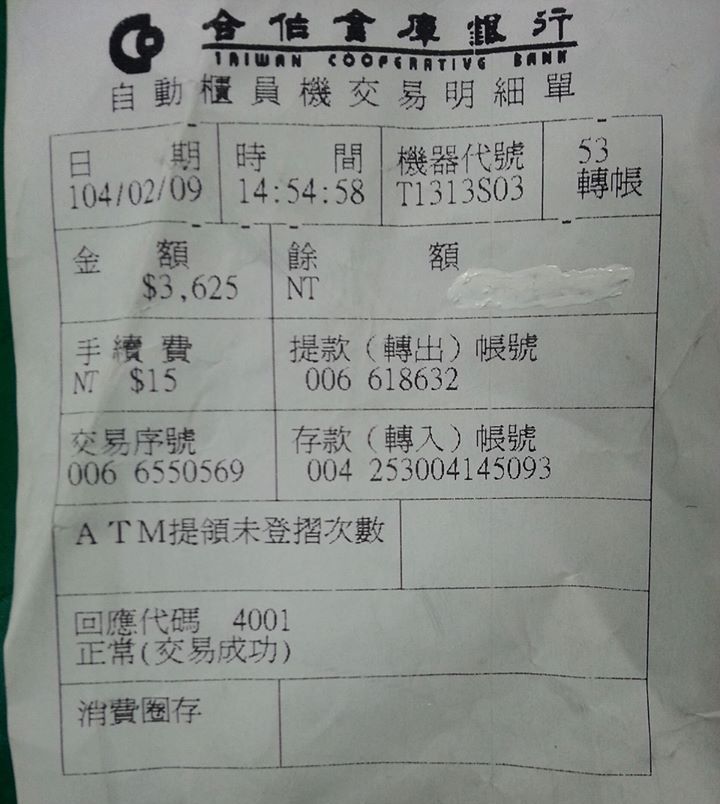 合作金庫銀行
TAIWAN COOPERATIVE BANK
自動櫃員機交易明細單
日期 時間 機器代號 53
104/02/09 14:54:58 T1313S03 轉帳
金額 餘額
$3,625 NT
手續費 提款(轉出)帳號
NT $15 006 618632
交易序號 存款(轉入)帳號
006 6550569 004 253004145093
ATM提領未登摺次數
回應代碼 4001
正常(交易成功)
消費圈存